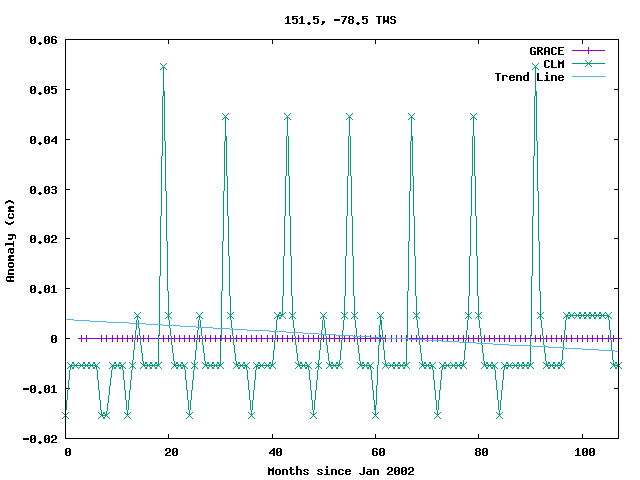 151.5, -78.5 TWS
0.06
0.05
0.04
0.03
0.02
0.01
0
-0.01
-0.02
Anomaly (cm)
GRACE
CLM
Trend Line
0 20 40 60 80 100
Months since Jan 2002